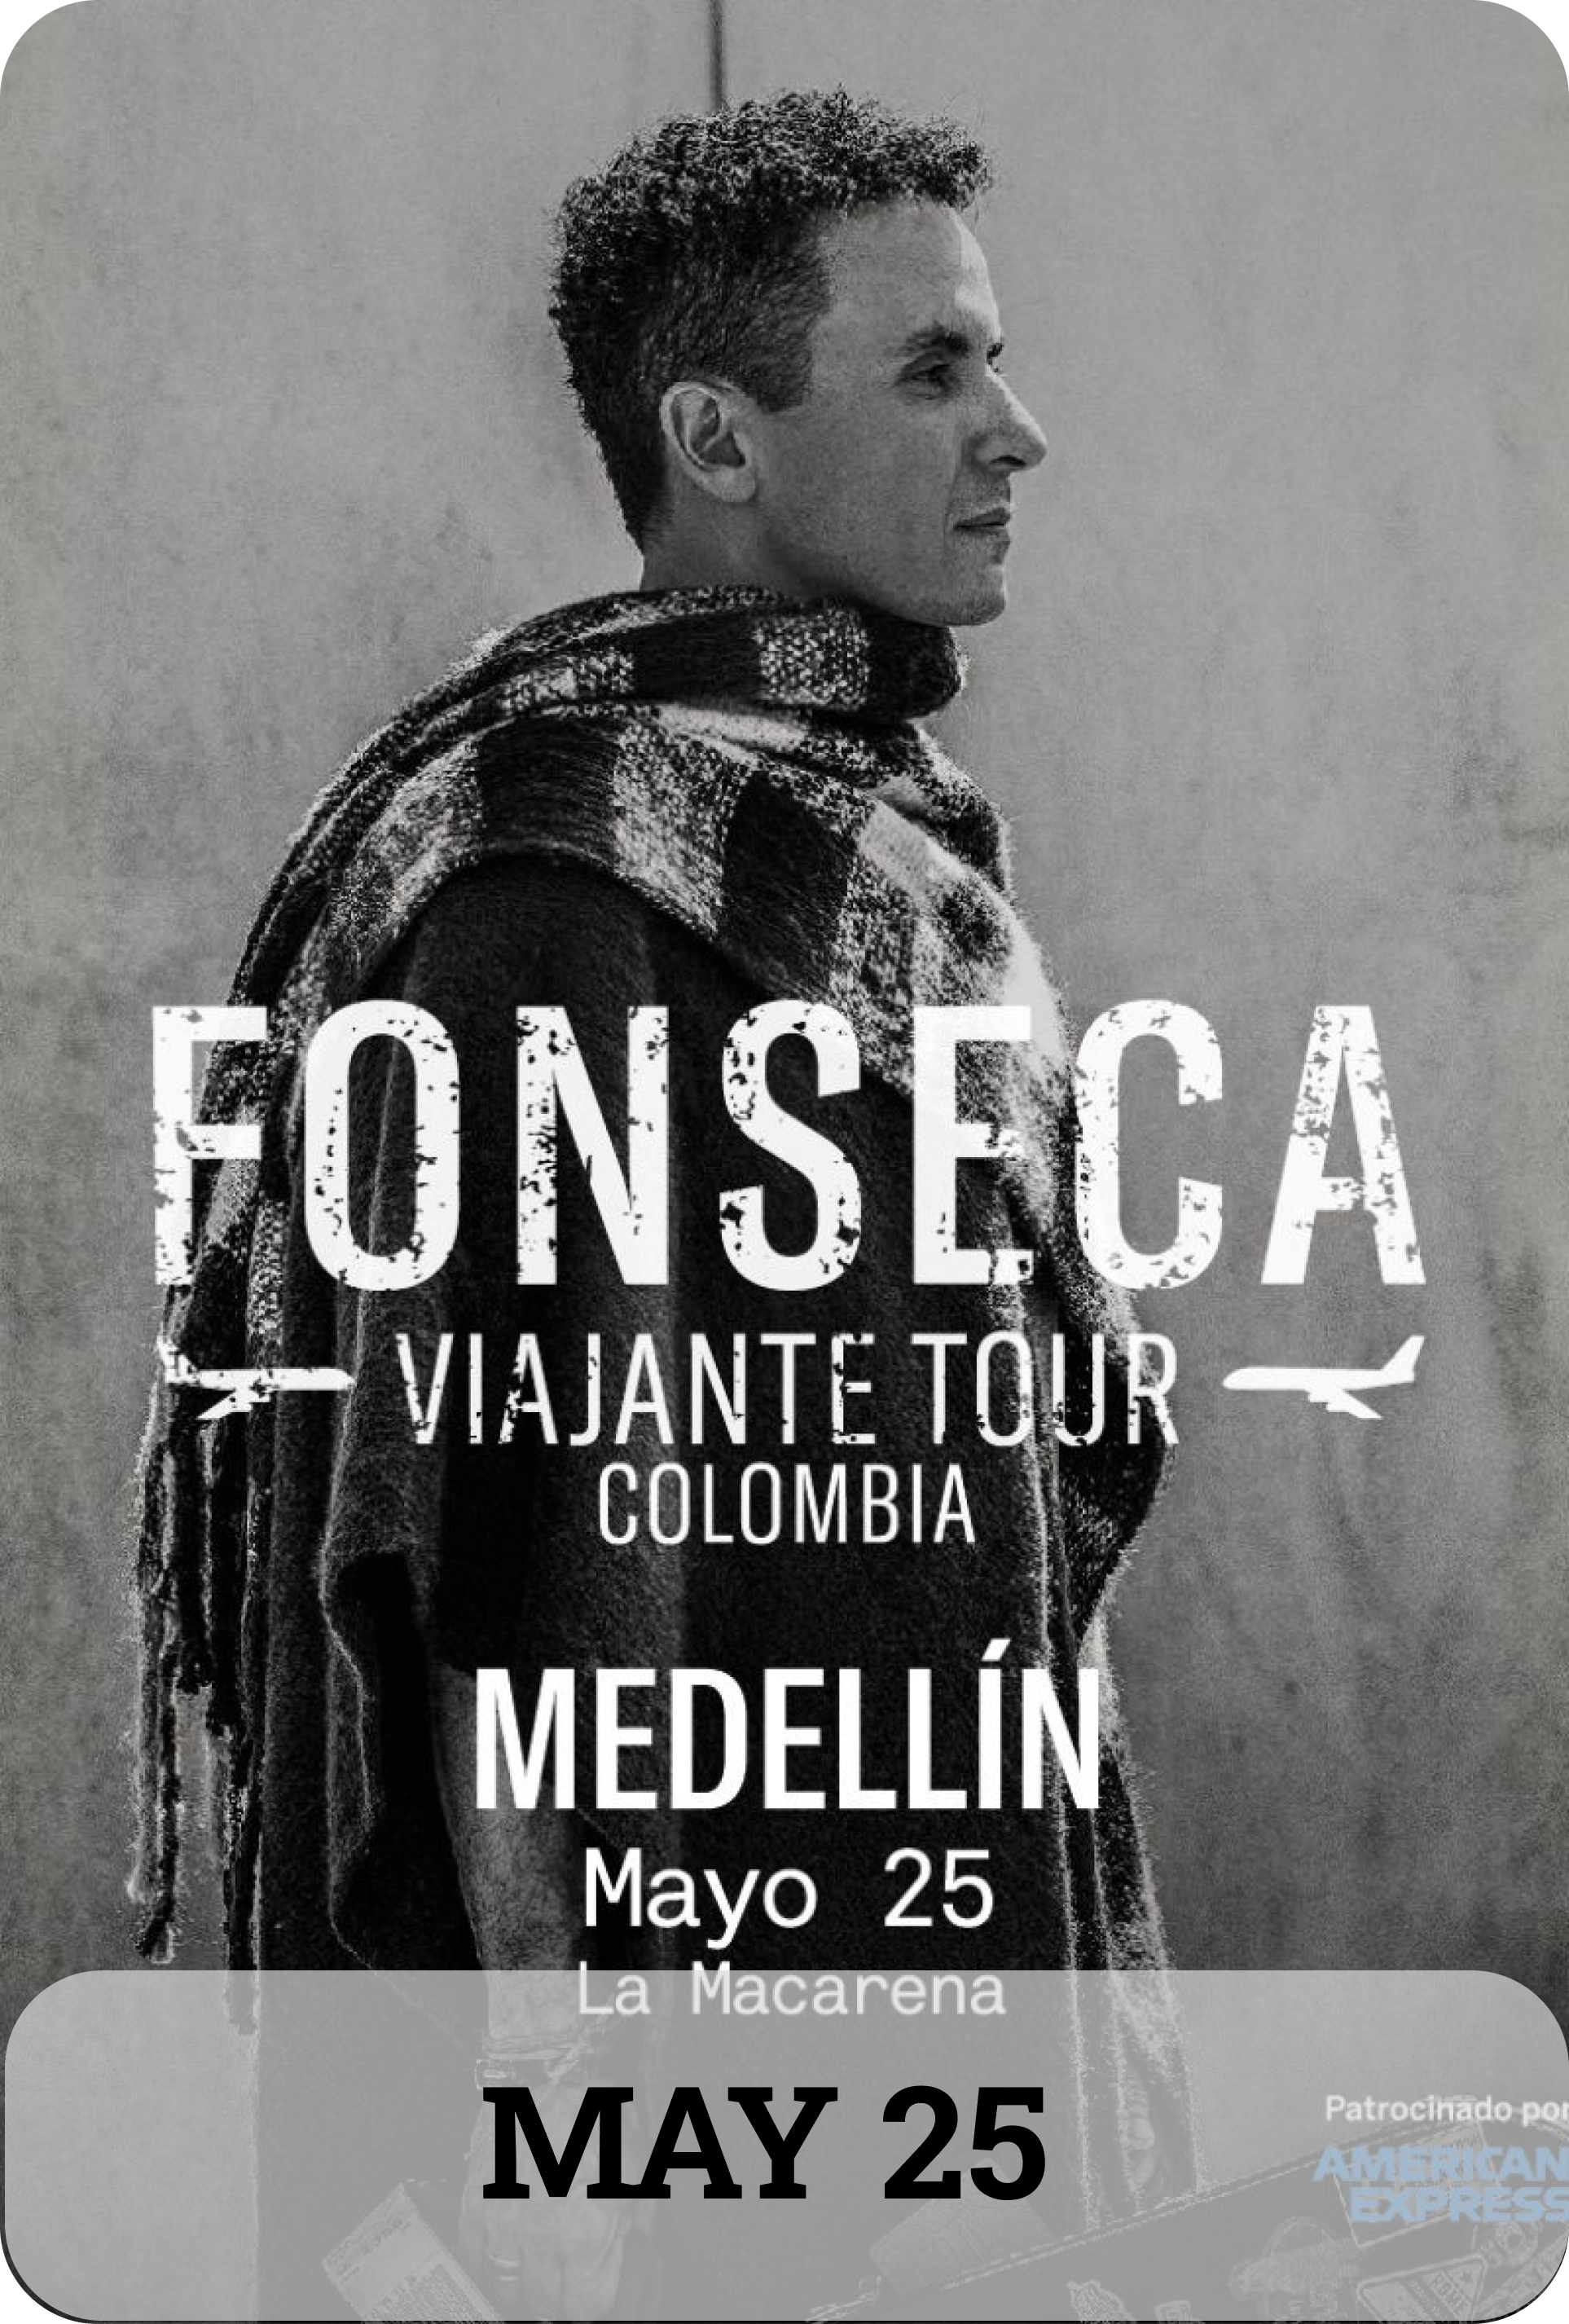 FONSECA
VIAJANTE TOUR
COLOMBIA
MEDELLÍN
Mayo 25
La Macarena
MAY 25
Patrocinado por
AMERICAN
EXPRESS